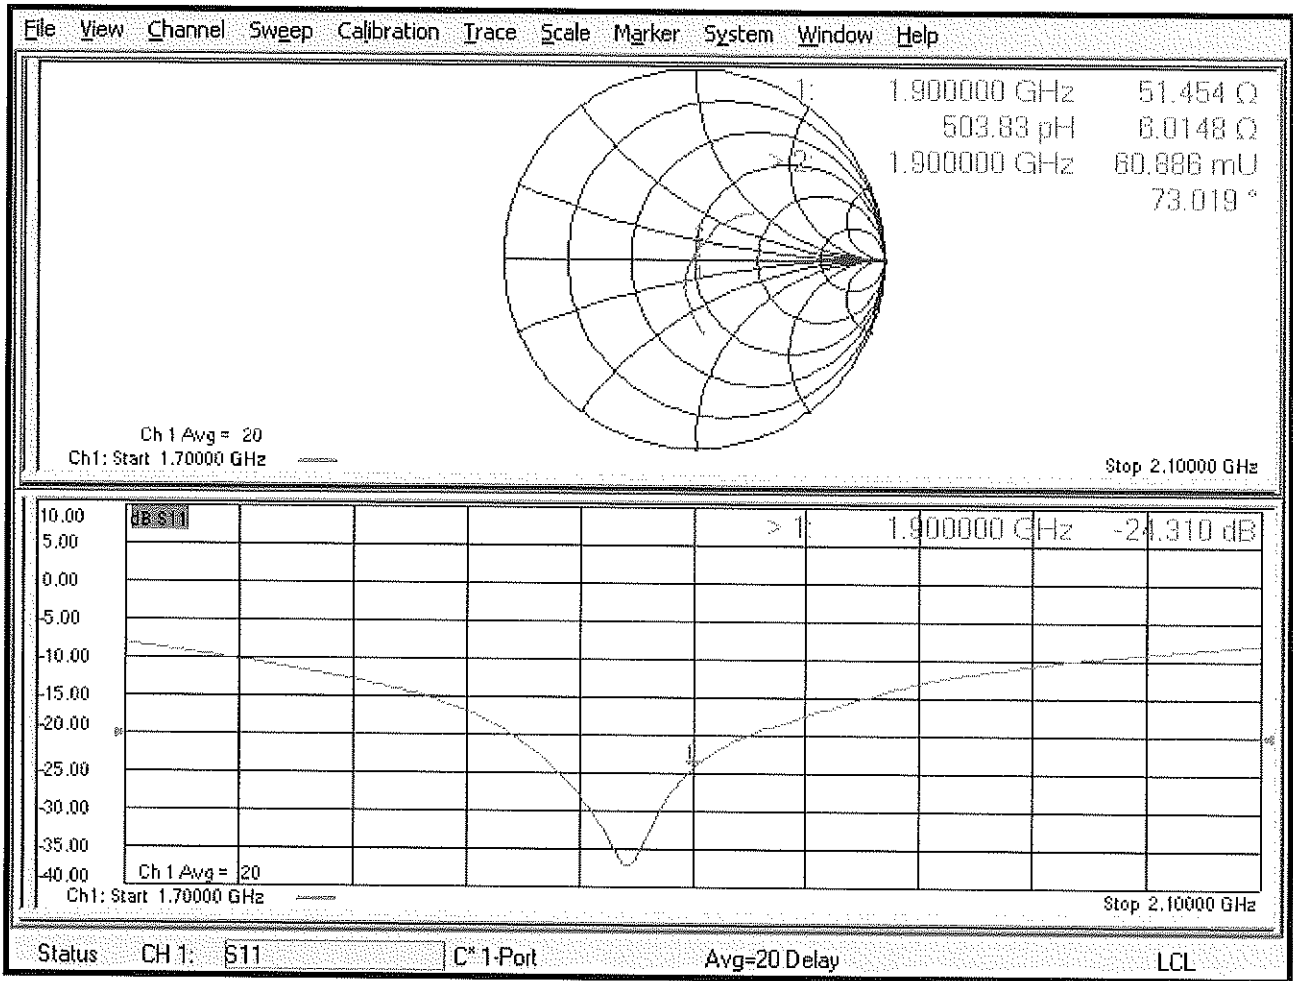 File View Channel Sweep Calibration Trace Scale Marker System Window Help
1: 1.900000 GHz 51.454 Ω
503.83 pH 6.0148 Ω
> 2: 1.900000 GHz 60.886 mU
73.019 °
Ch 1 Avg = 20
Ch1: Start 1.70000 GHz
Stop 2.10000 GHz
10.00 dB S11
> 1: 1.900000 GHz -24.310 dB
5.00
0.00
-5.00
-10.00
-15.00
-20.00
1
-25.00
-30.00
-35.00
-40.00
Ch 1 Avg = 20
Ch1: Start 1.70000 GHz
Stop 2.10000 GHz
Status CH 1: S11 C* 1-Port Avg=20 Delay LCL